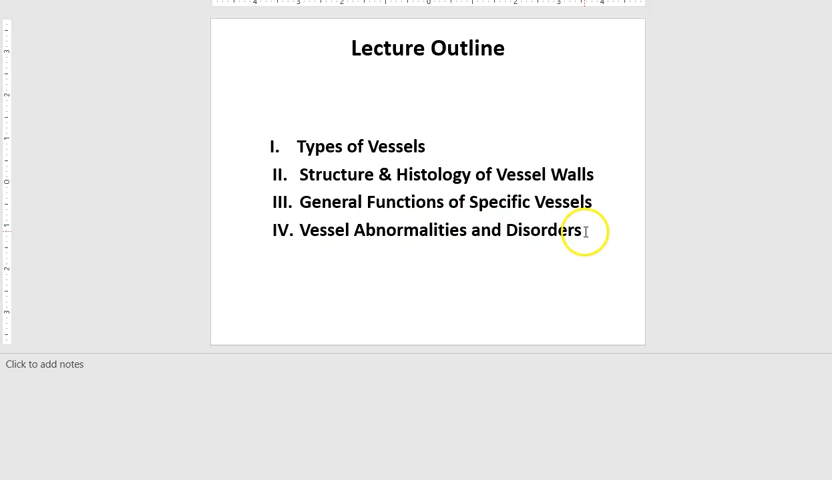 Lecture Outline
I. Types of Vessels
II. Structure & Histology of Vessel Walls
III. General Functions of Specific Vessels
IV. Vessel Abnormalities and Disorders
Click to add notes